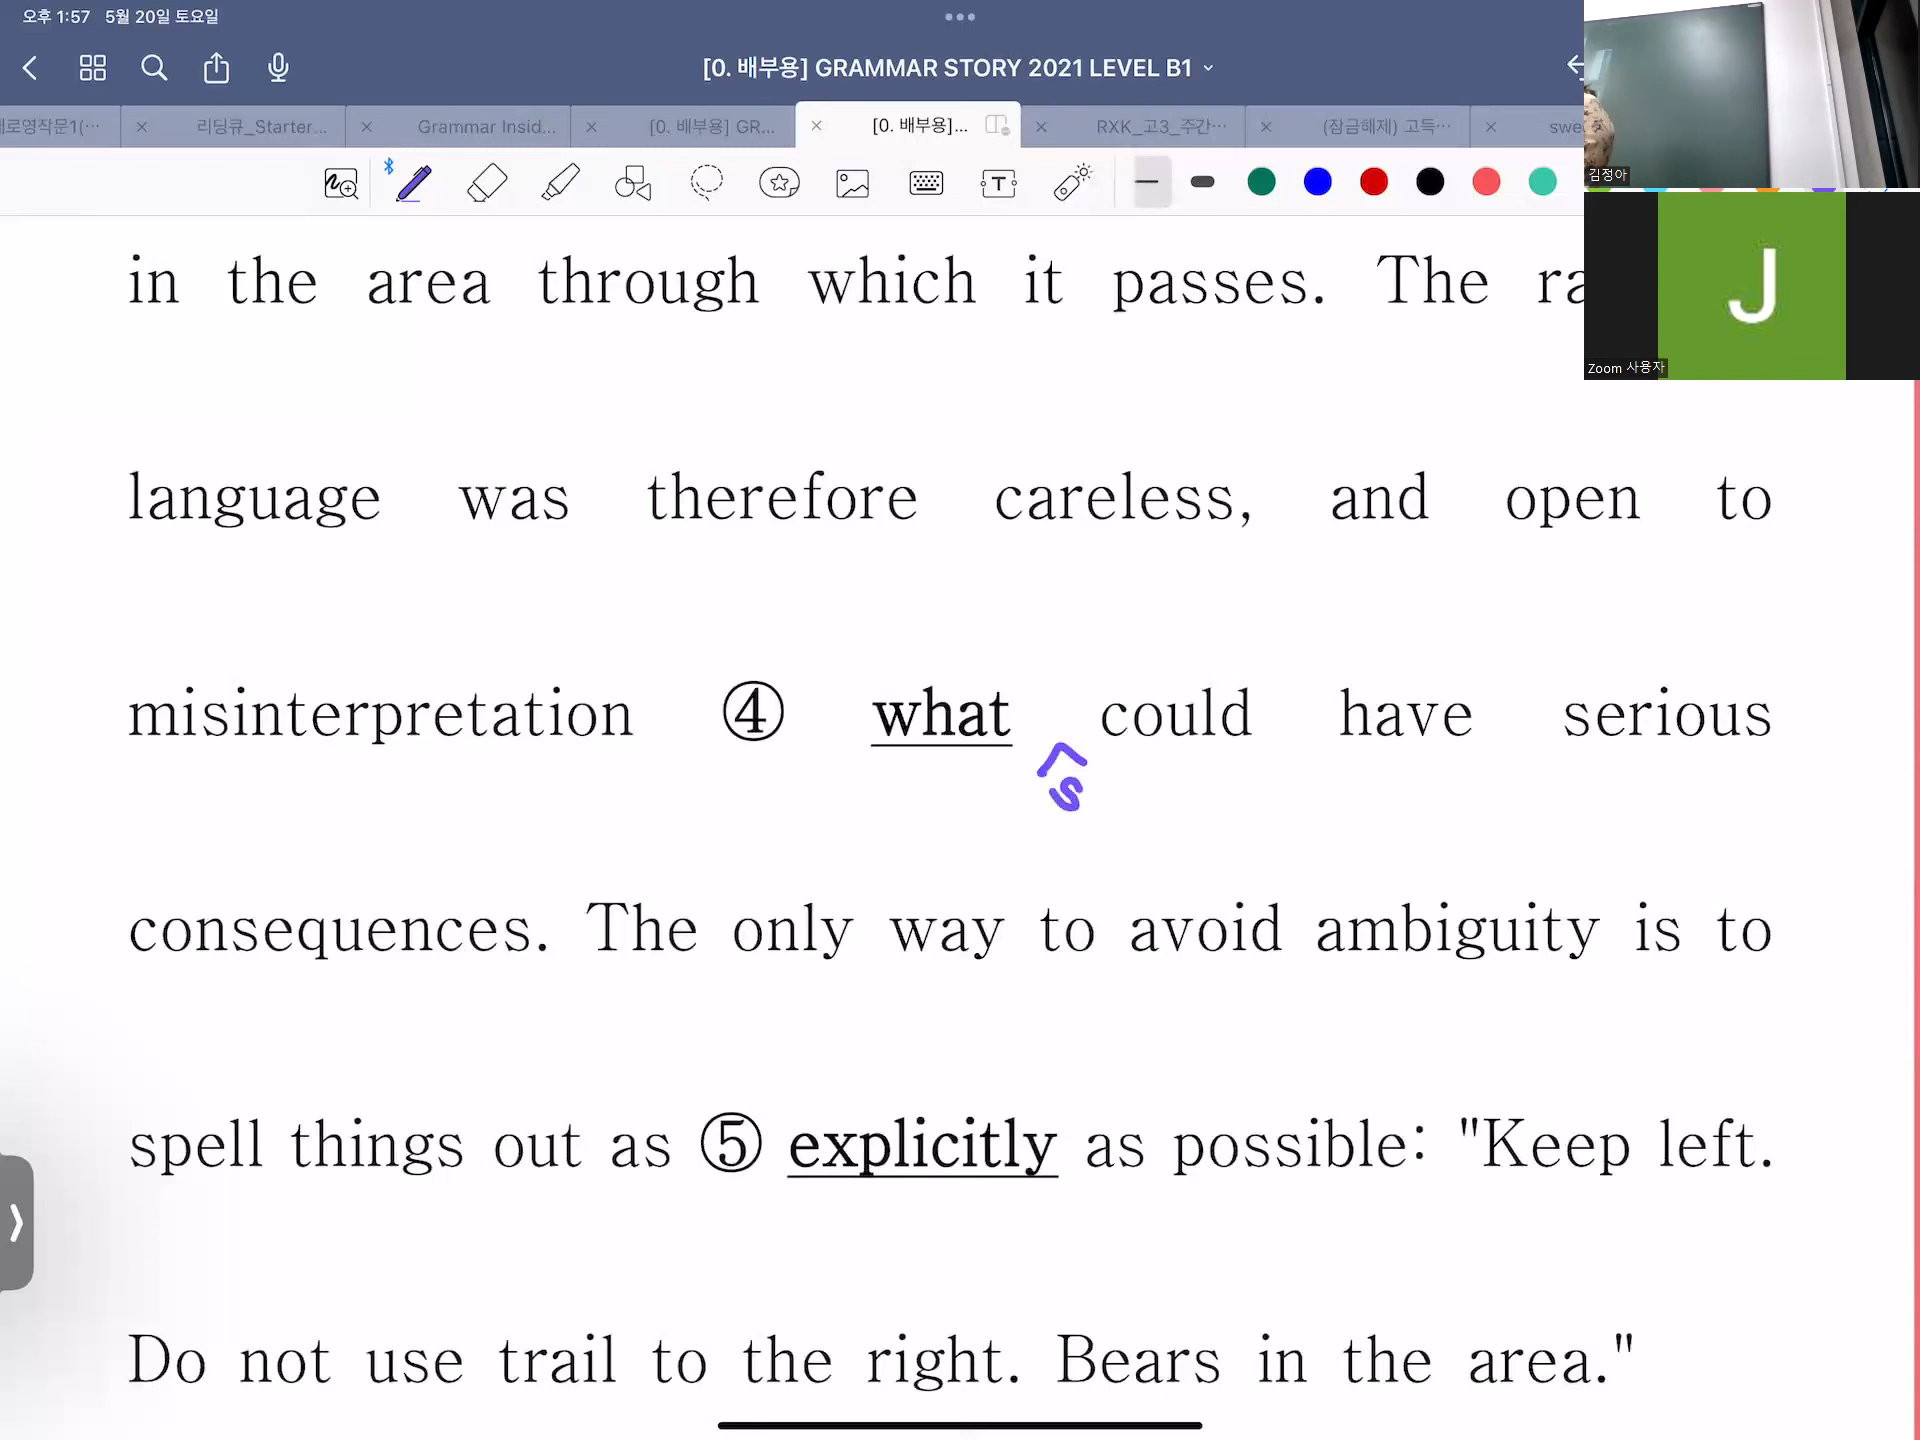 오후 1:57 5월 20일 토요일
[0. 배부용] GRAMMAR STORY 2021 LEVEL B1
리딩큐_Starter...
Grammar Insid...
[0. 배부용] GR...
[0. 배부용]...
RXK_고3_주간...
(잠금해제) 고득...
김정아
J
Zoom 사용자
in the area through which it passes. The
language was therefore careless, and open to
misinterpretation ④ what could have serious
s
consequences. The only way to avoid ambiguity is to
spell things out as ⑤ explicitly as possible: "Keep left.
Do not use trail to the right. Bears in the area."